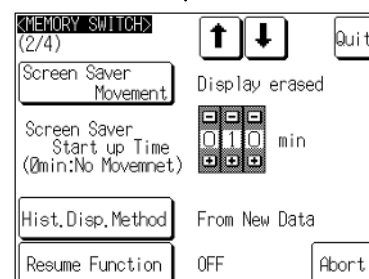 <MEMORY SWITCH>
(2/4)
Quit
Screen Saver
Movement
Display erased
Screen Saver
Start up Time
(0min:No Movemnet)
010 min
Hist.Disp.Method
From New Data
Resume Function
OFF
Abort